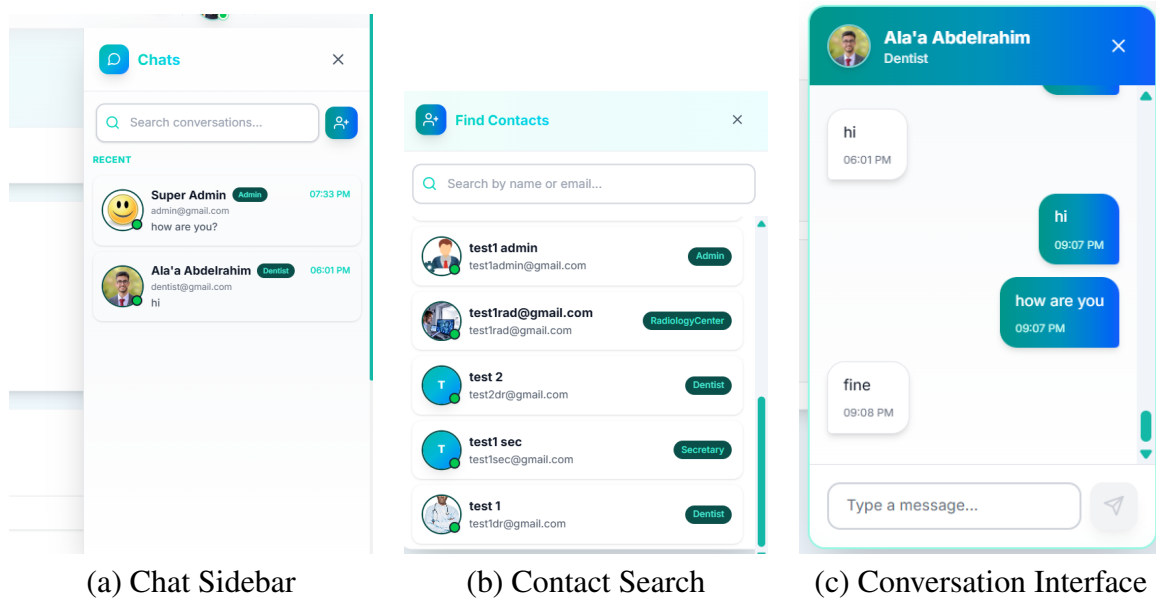 Chats
Search conversations...
RECENT
Super Admin Admin 07:33 PM
admin@gmail.com
how are you?
Ala'a Abdelrahim Dentist 06:01 PM
dentist@gmail.com
hi
(a) Chat Sidebar
Find Contacts
Search by name or email...
test1 admin
test1admin@gmail.com
Admin
test1rad@gmail.com
test1rad@gmail.com
RadiologyCenter
test 2
test2dr@gmail.com
Dentist
T
test1 sec
test1sec@gmail.com
Secretary
T
test 1
test1dr@gmail.com
Dentist
(b) Contact Search
Ala'a Abdelrahim
Dentist
hi
06:01 PM
hi
09:07 PM
how are you
09:07 PM
fine
09:08 PM
Type a message...
(c) Conversation Interface